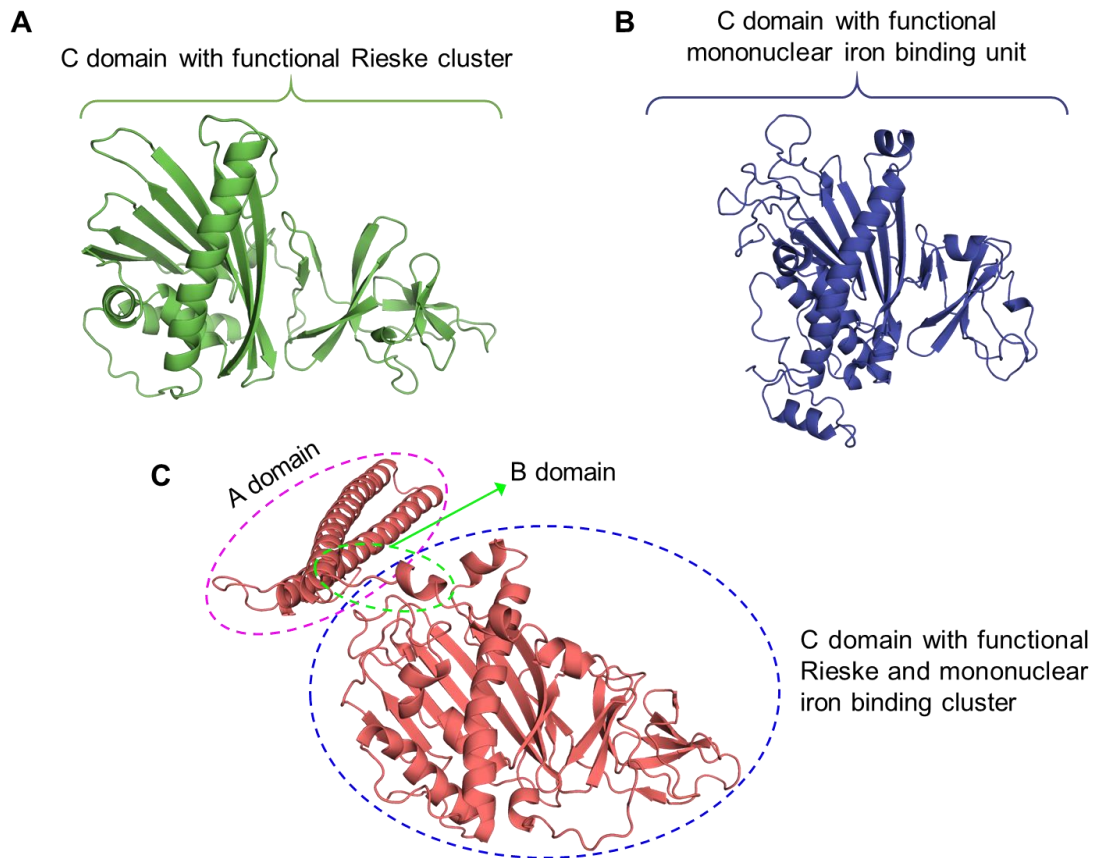 A
C domain with functional Rieske cluster
B
C domain with functional
mononuclear iron binding unit
C
A domain
B domain
C domain with functional
Rieske and mononuclear
iron binding cluster